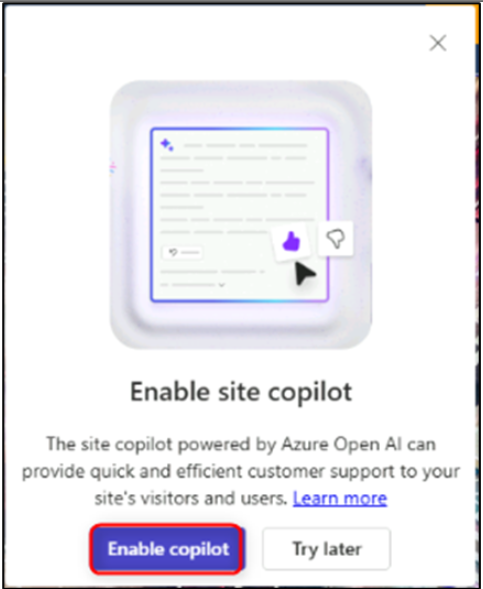 Enable site copilot
The site copilot powered by Azure Open AI can
provide quick and efficient customer support to your
site's visitors and users. Learn more
Enable copilot
Try later